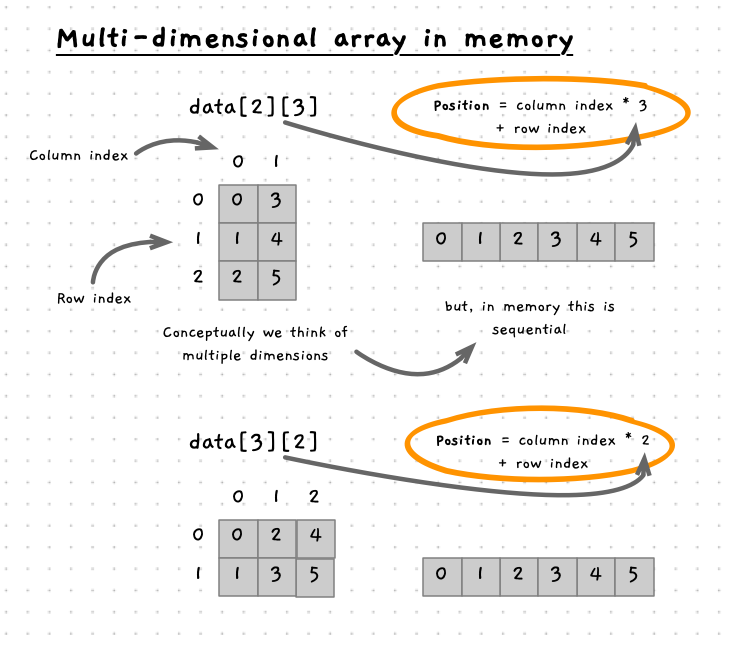 Multi-dimensional array in memory
data[2][3]
Position = column index * 3
+ row index
Column index
0 1
0 0 3
1 1 4
2 2 5
Row index
0 1 2 3 4 5
but, in memory this is
sequential
Conceptually we think of
multiple dimensions
data[3][2]
Position = column index * 2
+ row index
0 1 2
0 0 2 4
1 1 3 5
0 1 2 3 4 5